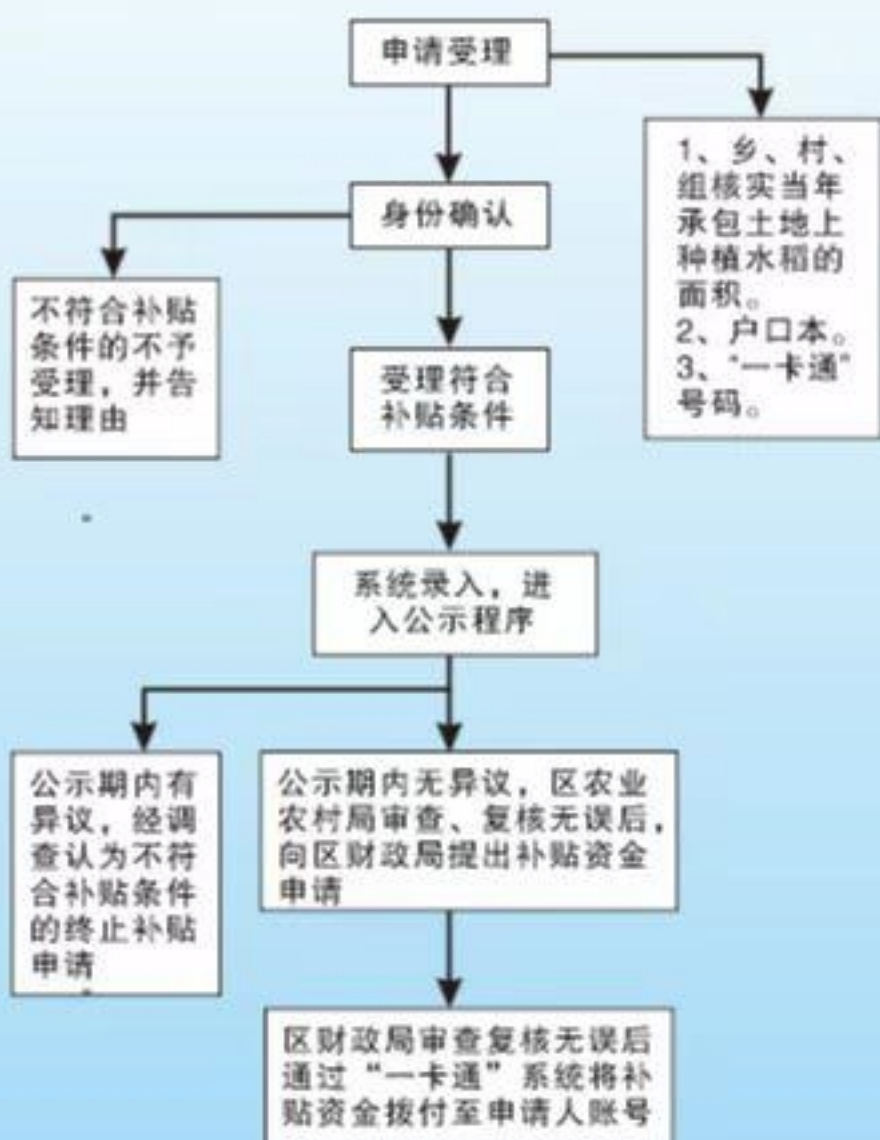 申请受理
1、乡、村、
组核实当年
承包土地上
种植水稻的
面积。
2、户口本。
3、“一卡通”
号码。
身份确认
不符合补贴
条件的不予
受理，并告
知理由
受理符合
补贴条件
系统录入，进
入公示程序
公示期内有
异议，经调
查认为不符
合补贴条件
的终止补贴
申请
公示期内无异议，区农业
农村局审查、复核无误后，
向区财政局提出补贴资金
申请
区财政局审查复核无误后
通过“一卡通”系统将补
贴资金拨付至申请人账号